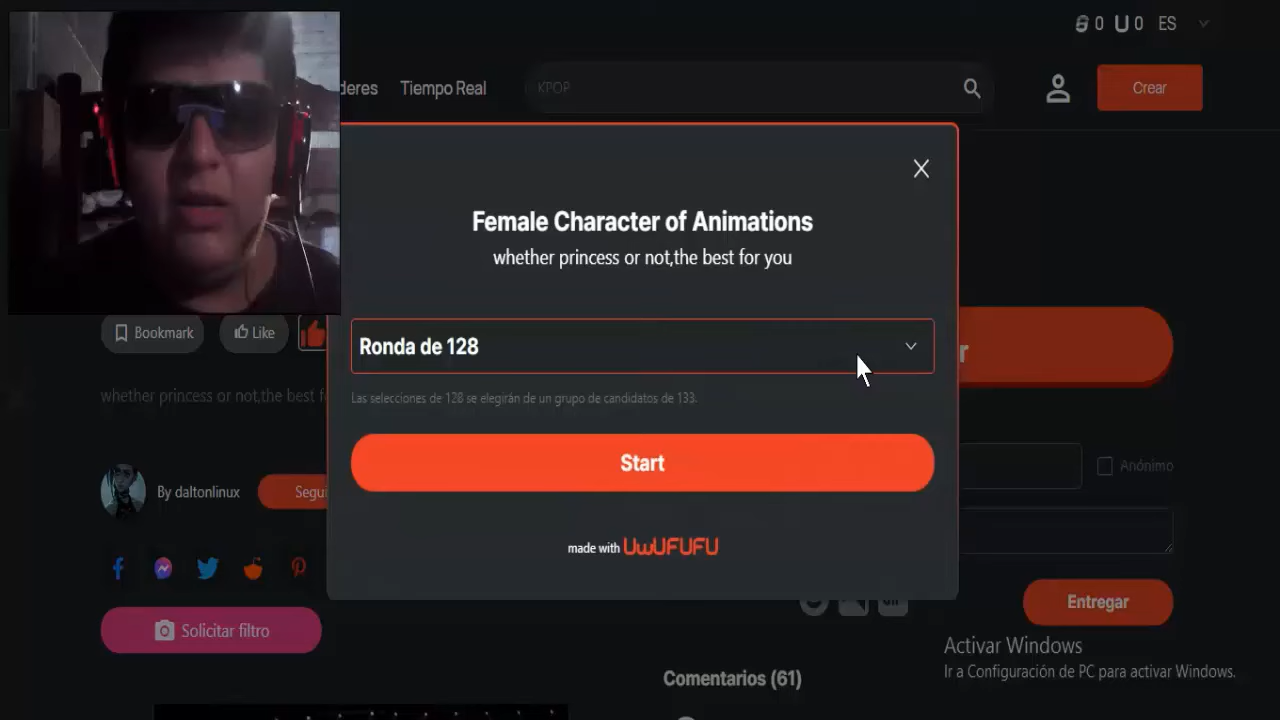 0 0 ES
deres Tiempo Real KPOP Crear
Female Character of Animations
whether princess or not,the best for you
Bookmark Like
Ronda de 128
r
whether princess or not,the best f
Las selecciones de 128 se elegirán de un grupo de candidatos de 133.
Start
Anónimo
By daltonlinux Segui
made with UwUFUFU
Entregar
Solicitar filtro
Activar Windows
Ir a Configuración de PC para activar Windows.
Comentarios (61)